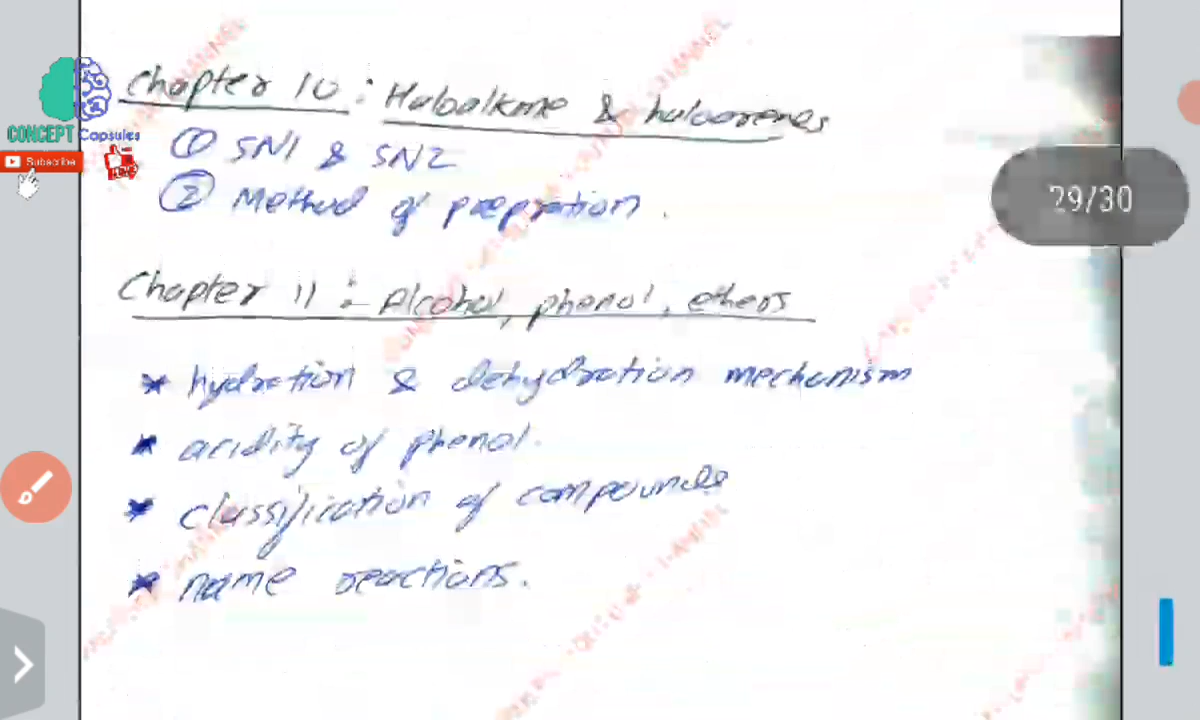 Chapter 10 : Haloalkane & haloarenes
CONCEPT Capsules
Subscribe
① SN1 & SN2
29/30
② Method of prepration.
Chapter 11 :- Alcohol, phenol, ethers
* hydration & dehydration mechanism
* acidity of phenol.
* classification of compounds
* name reactions.